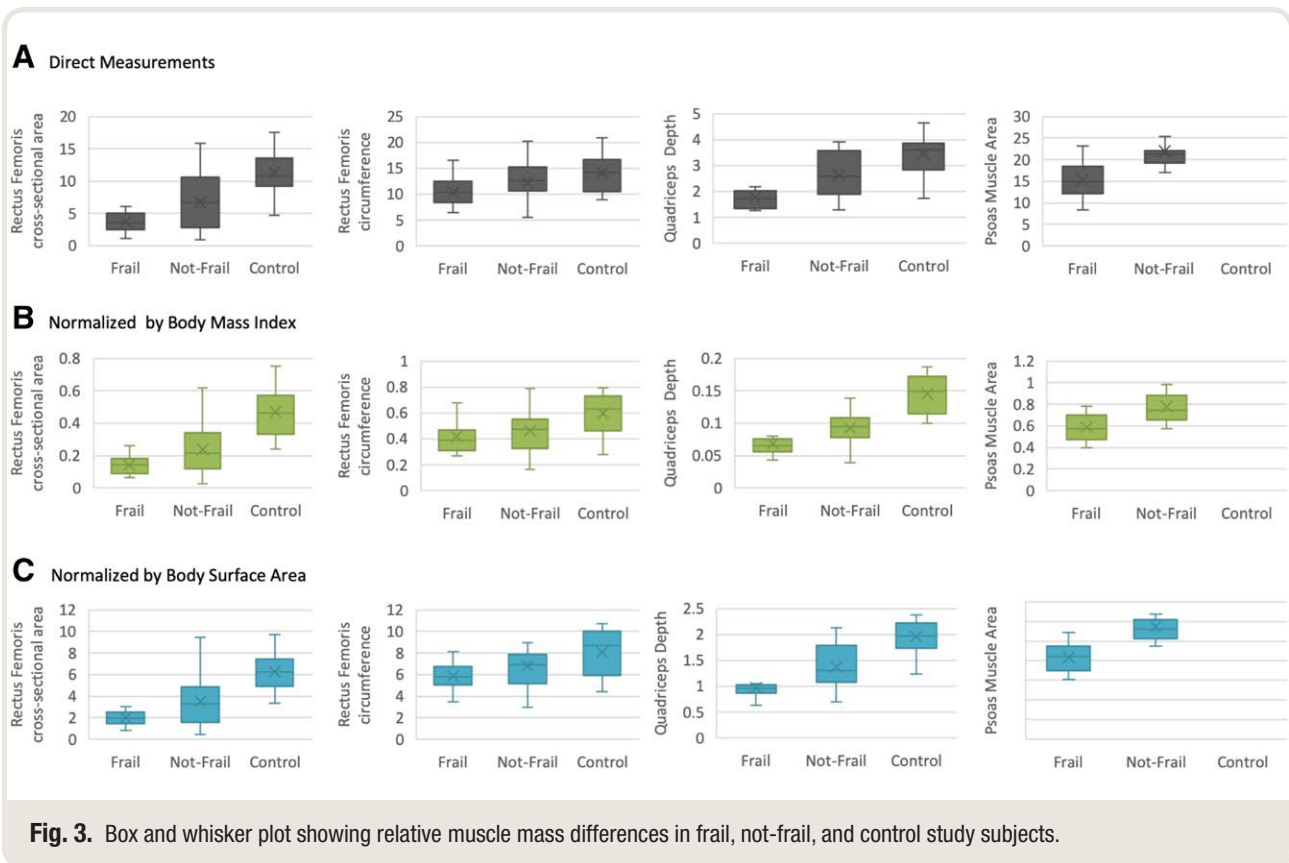 A Direct Measurements
Rectus Femoris
cross-sectional area
20
15
10
5
0
Frail Not-Frail Control
Rectus Femoris
circumference
25
20
15
10
5
0
Frail Not-Frail Control
Quadriceps Depth
5
4
3
2
1
0
Frail Not-Frail Control
Psoas Muscle Area
30
25
20
15
10
5
0
Frail Not-Frail Control
B Normalized by Body Mass Index
Rectus Femoris
cross-sectional area
0.8
0.6
0.4
0.2
0
Frail Not-Frail Control
Rectus Femoris
circumference
1
0.8
0.6
0.4
0.2
0
Frail Not-Frail Control
Quadriceps Depth
0.2
0.15
0.1
0.05
0
Frail Not-Frail Control
Psoas Muscle Area
1.2
1
0.8
0.6
0.4
0.2
0
Frail Not-Frail Control
C Normalized by Body Surface Area
Rectus Femoris
cross-sectional area
12
10
8
6
4
2
0
Frail Not-Frail Control
Rectus Femoris
circumference
12
10
8
6
4
2
0
Frail Not-Frail Control
Quadriceps Depth
2.5
2
1.5
1
0.5
0
Frail Not-Frail Control
Psoas Muscle Area
Frail Not-Frail Control
Fig. 3. Box and whisker plot showing relative muscle mass differences in frail, not-frail, and control study subjects.